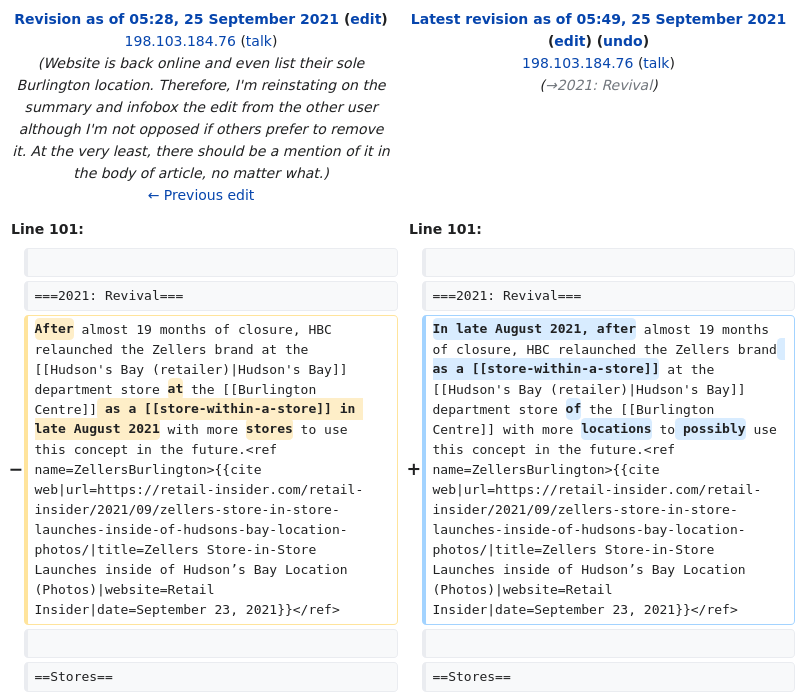 Revision as of 05:28, 25 September 2021 (edit)
198.103.184.76 (talk)
(Website is back online and even list their sole
Burlington location. Therefore, I'm reinstating on the
summary and infobox the edit from the other user
although I'm not opposed if others prefer to remove
it. At the very least, there should be a mention of it in
the body of article, no matter what.)
← Previous edit
Latest revision as of 05:49, 25 September 2021
(edit) (undo)
198.103.184.76 (talk)
(→2021: Revival)
Line 101:
===2021: Revival===
−
After almost 19 months of closure, HBC
relaunched the Zellers brand at the
[[Hudson's Bay (retailer)|Hudson's Bay]]
department store at the [[Burlington
Centre]] as a [[store-within-a-store]] in
late August 2021 with more stores to use
this concept in the future.<ref
name=ZellersBurlington>{{cite
web|url=https://retail-insider.com/retail-
insider/2021/09/zellers-store-in-store-
launches-inside-of-hudsons-bay-location-
photos/|title=Zellers Store-in-Store
Launches inside of Hudson’s Bay Location
(Photos)|website=Retail
Insider|date=September 23, 2021}}</ref>
==Stores==
Line 101:
===2021: Revival===
+
In late August 2021, after almost 19 months
of closure, HBC relaunched the Zellers brand
as a [[store-within-a-store]] at the
[[Hudson's Bay (retailer)|Hudson's Bay]]
department store of the [[Burlington
Centre]] with more locations to possibly use
this concept in the future.<ref
name=ZellersBurlington>{{cite
web|url=https://retail-insider.com/retail-
insider/2021/09/zellers-store-in-store-
launches-inside-of-hudsons-bay-location-
photos/|title=Zellers Store-in-Store
Launches inside of Hudson’s Bay Location
(Photos)|website=Retail
Insider|date=September 23, 2021}}</ref>
==Stores==